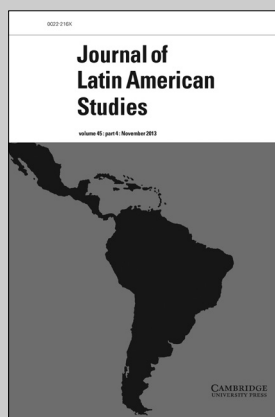 0022-216X
Journal of
Latin American
Studies
volume 45 : part 4 : November 2013
CAMBRIDGE
UNIVERSITY PRESS